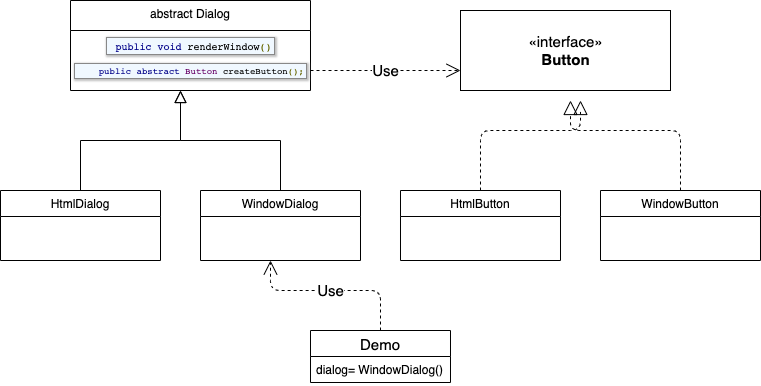 abstract Dialog
public void renderWindow()
public abstract Button createButton();
Use
«interface»
Button
HtmlDialog
WindowDialog
HtmlButton
WindowButton
Use
Demo
dialog= WindowDialog()